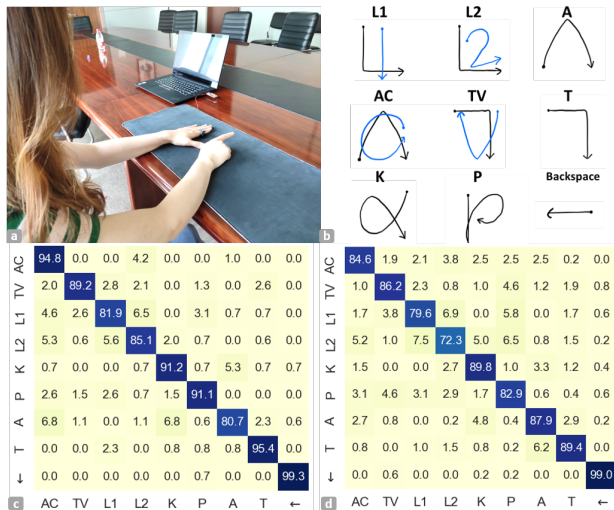 L1 L2 A
AC TV T
K P Backspace
a b
AC 94.8 0.0 0.0 4.2 0.0 0.0 1.0 0.0 0.0
TV 2.0 89.2 2.8 2.1 0.0 1.3 0.0 2.6 0.0
L1 4.6 2.6 81.9 6.5 0.0 3.1 0.7 0.7 0.0
L2 5.3 0.6 5.6 85.1 2.0 0.7 0.0 0.7 0.0
K 0.7 0.0 0.0 0.7 91.2 0.7 5.3 0.7 0.7
P 2.6 1.5 2.6 0.7 1.5 91.1 0.0 0.0 0.0
A 6.8 1.1 0.0 1.1 6.8 0.6 80.7 2.3 0.6
T 0.0 0.0 2.3 0.0 0.8 0.8 0.8 95.4 0.0
↓ 0.0 0.0 0.0 0.0 0.0 0.7 0.0 0.0 99.3
c AC TV L1 L2 K P A T ←
AC 84.6 1.9 2.1 3.8 2.5 2.5 2.5 0.2 0.0
TV 1.0 86.2 2.3 0.8 1.0 4.6 1.2 1.9 0.8
L1 1.7 3.8 79.6 6.9 0.0 5.8 0.0 1.7 0.6
L2 5.2 1.0 7.5 72.3 5.0 6.5 0.8 1.5 0.2
K 1.5 0.0 0.0 2.7 89.8 1.0 3.3 1.2 0.4
P 3.1 4.6 3.1 2.9 1.7 82.9 0.6 0.4 0.6
A 2.7 0.8 0.0 0.2 4.8 0.4 87.9 2.9 0.2
T 0.8 0.0 1.0 1.5 0.8 0.2 6.2 89.4 0.0
↓ 0.0 0.6 0.0 0.0 0.2 0.2 0.0 0.0 99.0
d AC TV L1 L2 K P A T ←